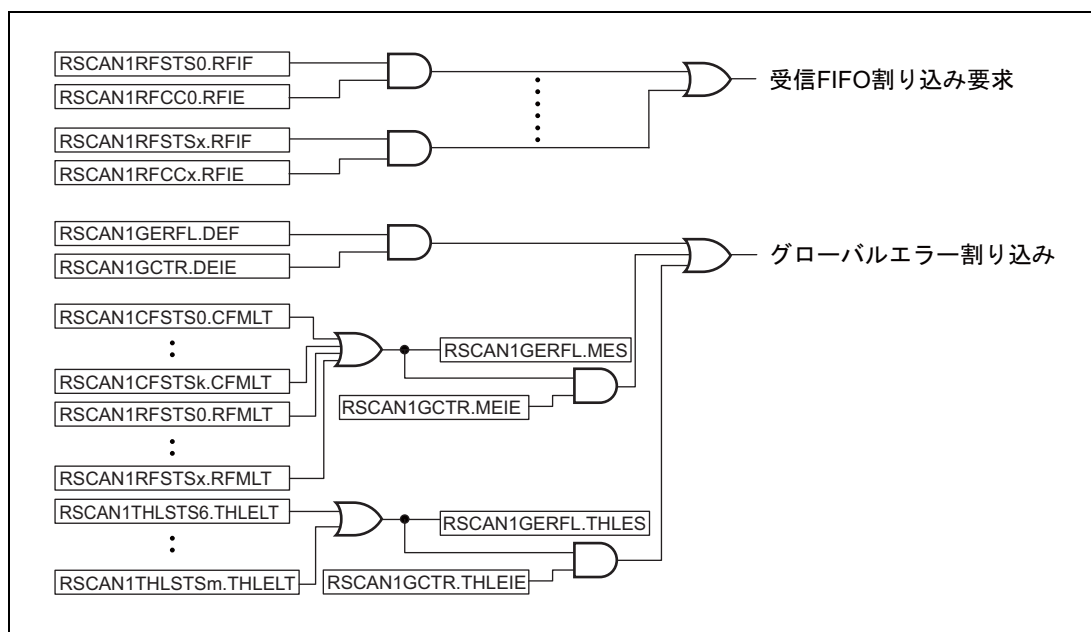 RSCAN1RFSTS0.RFIF
RSCAN1RFCC0.RFIE
受信FIFO割り込み要求
RSCAN1RFSTSx.RFIF
RSCAN1RFCCx.RFIE
RSCAN1GERFL.DEF
RSCAN1GCTR.DEIE
グローバルエラー割り込み
RSCAN1CFSTS0.CFMLT
RSCAN1GERFL.MES
RSCAN1CFSTSk.CFMLT
RSCAN1GCTR.MEIE
RSCAN1RFSTS0.RFMLT
RSCAN1RFSTSx.RFMLT
RSCAN1THLSTS6.THLELT
RSCAN1GERFL.THLES
RSCAN1THLSTSm.THLELT
RSCAN1GCTR.THLEIE